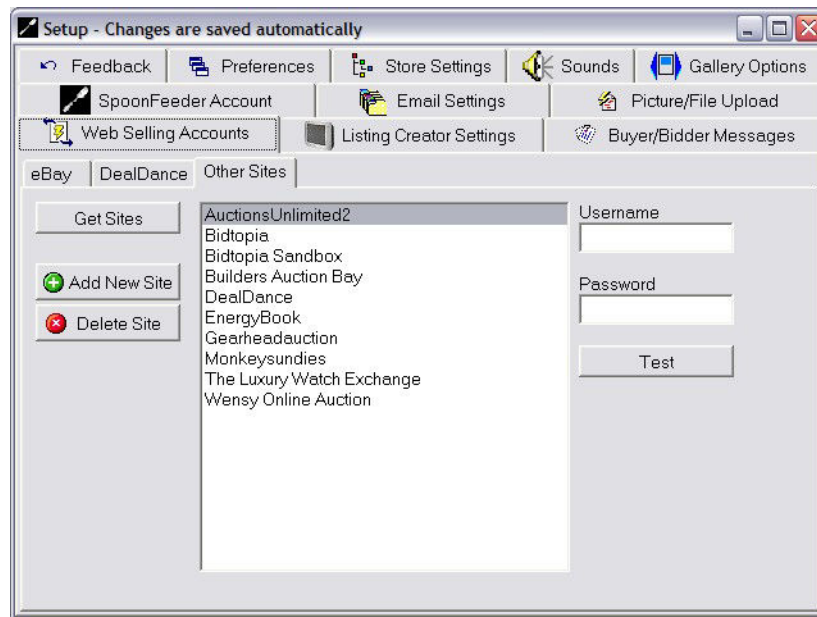 Setup - Changes are saved automatically
Feedback Preferences Store Settings Sounds Gallery Options
SpoonFeeder Account Email Settings Picture/File Upload
Web Selling Accounts Listing Creator Settings Buyer/Bidder Messages
eBay DealDance Other Sites
Get Sites
Add New Site
Delete Site
AuctionsUnlimited2
Bidtopia
Bidtopia Sandbox
Builders Auction Bay
DealDance
EnergyBook
Gearheadauction
Monkeysundies
The Luxury Watch Exchange
Wensy Online Auction
Username
Password
Test